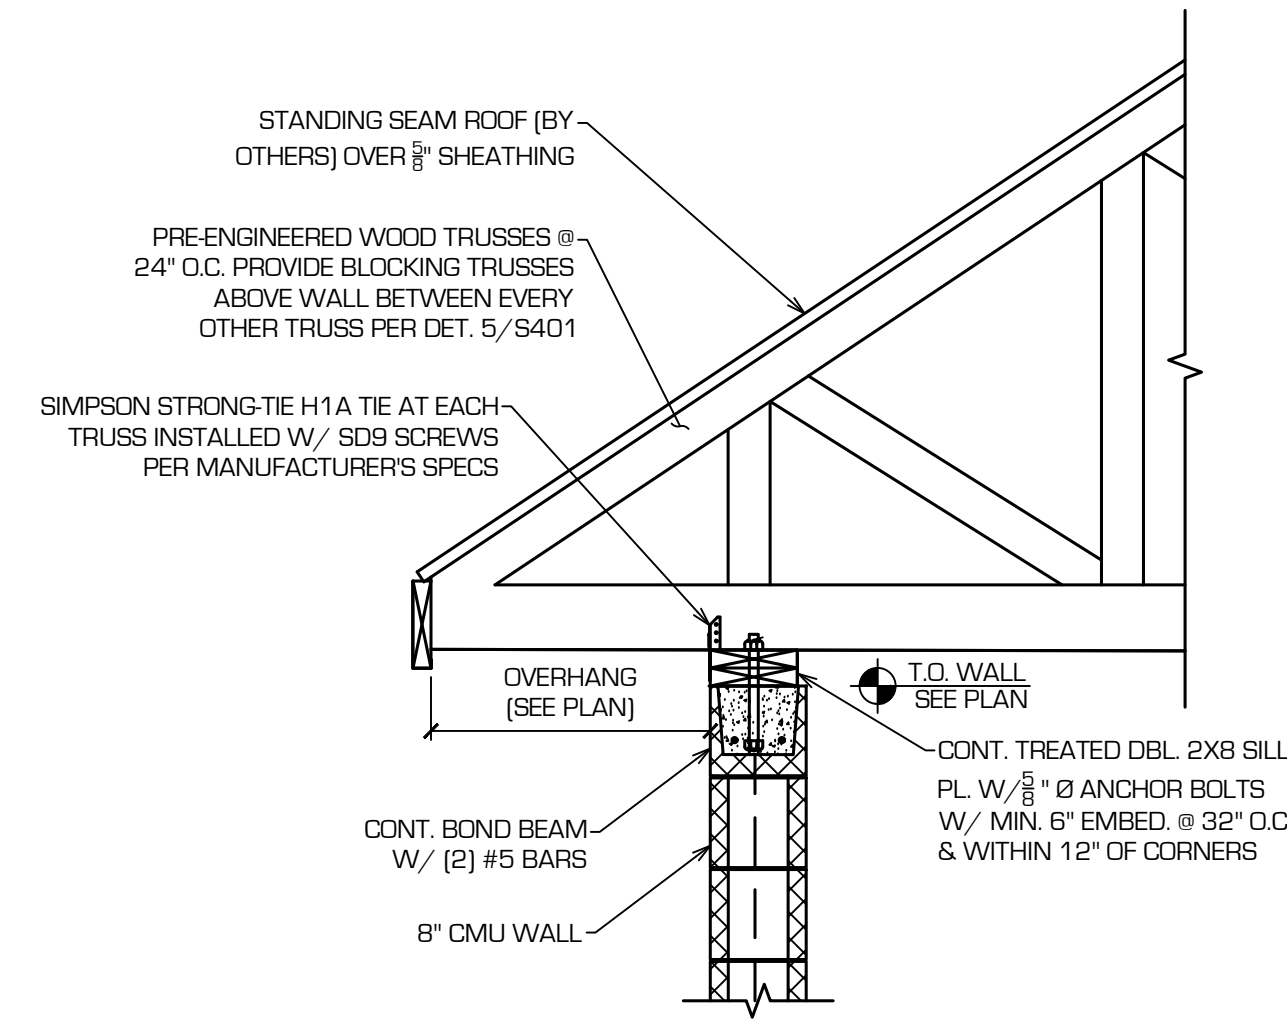 STANDING SEAM ROOF (BY
OTHERS) OVER 5/8" SHEATHING
PRE-ENGINEERED WOOD TRUSSES @
24" O.C. PROVIDE BLOCKING TRUSSES
ABOVE WALL BETWEEN EVERY
OTHER TRUSS PER DET. 5/S401
SIMPSON STRONG-TIE H1A TIE AT EACH
TRUSS INSTALLED W/ SD9 SCREWS
PER MANUFACTURER'S SPECS
OVERHANG
(SEE PLAN)
T.O. WALL
SEE PLAN
CONT. TREATED DBL. 2X8 SILL
PL. W/ 5/8" Ø ANCHOR BOLTS
W/ MIN. 6" EMBED. @ 32" O.C
& WITHIN 12" OF CORNERS
CONT. BOND BEAM
W/ (2) #5 BARS
8" CMU WALL